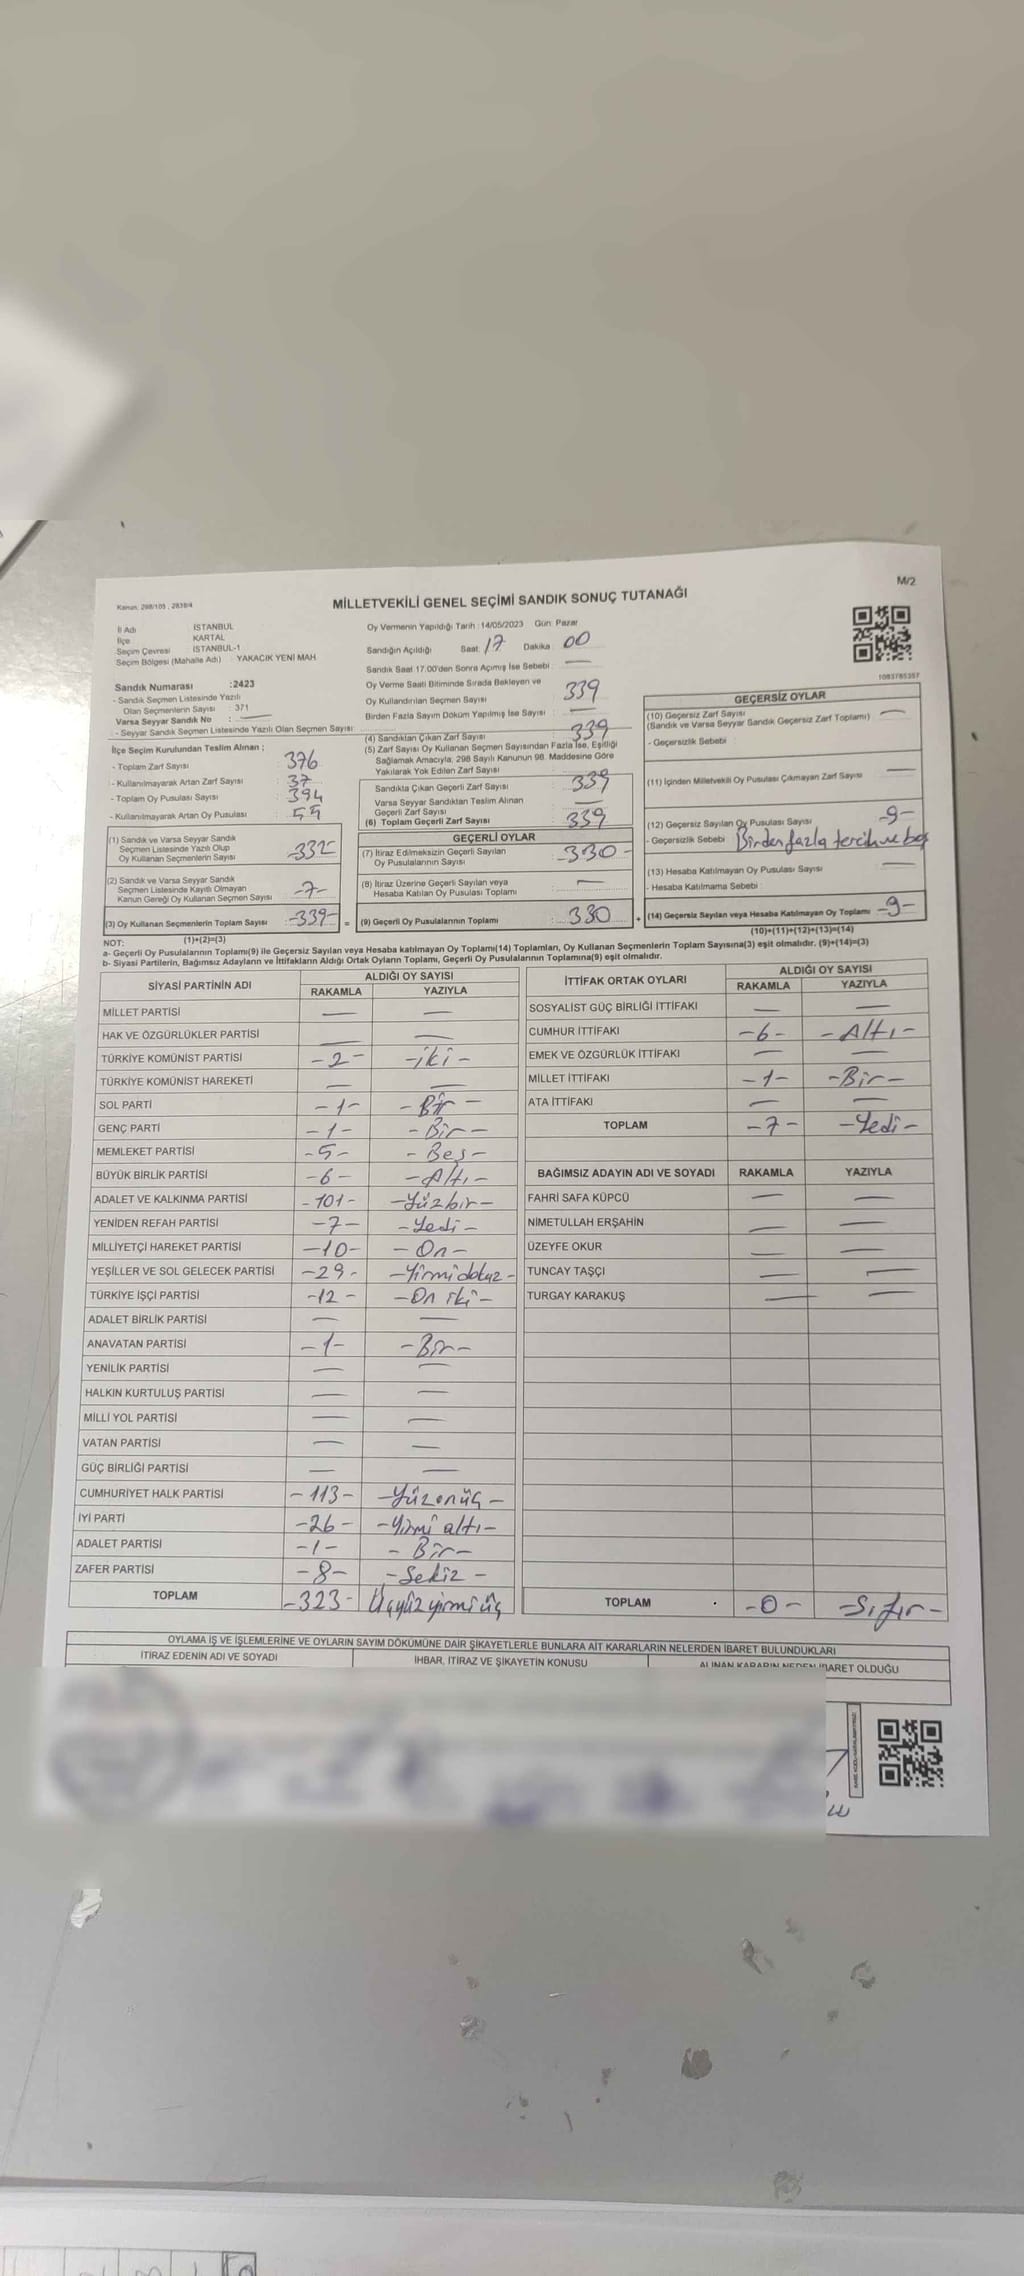 M/2
Kanun: 298/105 , 2839/4
MİLLETVEKİLİ GENEL SEÇİMİ SANDIK SONUÇ TUTANAĞI
İl Adı İSTANBUL
İlçe KARTAL
Seçim Çevresi İSTANBUL-1
Seçim Bölgesi (Mahalle Adı) YAKACIK YENİ MAH.
Sandık Numarası :2423
- Sandık Seçmen Listesinde Yazılı
Olan Seçmenlerin Sayısı : 371
Varsa Seyyar Sandık No : —
- Seyyar Sandık Seçmen Listesinde Yazılı Olan Seçmen Sayısı :
İlçe Seçim Kurulundan Teslim Alınan ;
- Toplam Zarf Sayısı : 376
- Kullanılmayarak Artan Zarf Sayısı : 37
- Toplam Oy Pusulası Sayısı : 394
- Kullanılmayarak Artan Oy Pusulası : 55
(1) Sandık ve Varsa Seyyar Sandık
Seçmen Listesinde Yazılı Olup
Oy Kullanan Seçmenlerin Sayısı -332
(2) Sandık ve Varsa Seyyar Sandık
Seçmen Listesinde Kayıtlı Olmayan
Kanun Gereği Oy Kullanan Seçmen Sayısı -7-
(3) Oy Kullanan Seçmenlerin Toplam Sayısı -339-
(1)+(2)=(3)
Oy Vermenin Yapıldığı Tarih :14/05/2023 Gün: Pazar
Sandığın Açıldığı Saat: 17 Dakika : 00
Sandık Saat 17.00'den Sonra Açımış İse Sebebi : —
Oy Verme Saati Bitiminde Sırada Bekleyen ve
Oy Kullandırılan Seçmen Sayısı : 339
Birden Fazla Sayım Döküm Yapılmış İse Sayısı : —
(4) Sandıktan Çıkan Zarf Sayısı : 339
(5) Zarf Sayısı Oy Kullanan Seçmen Sayısından Fazla İse, Eşitliği
Sağlamak Amacıyla, 298 Sayılı Kanunun 98. Maddesine Göre
Yakılarak Yok Edilen Zarf Sayısı :
Sandıkta Çıkan Geçerli Zarf Sayısı : 339
Varsa Seyyar Sandıktan Teslim Alınan
Geçerli Zarf Sayısı : —
(6) Toplam Geçerli Zarf Sayısı : 339
GEÇERLİ OYLAR
(7) İtiraz Edilmeksizin Geçerli Sayılan
Oy Pusulalarının Sayısı : -330-
(8) İtiraz Üzerine Geçerli Sayılan veya
Hesaba Katılan Oy Pusulası Toplamı : —
= (9) Geçerli Oy Pusulalarının Toplamı : 330 +
1083785357
GEÇERSİZ OYLAR
(10) Geçersiz Zarf Sayısı : —
(Sandık ve Varsa Seyyar Sandık Geçersiz Zarf Toplamı)
- Geçersizlik Sebebi :
(11) İçinden Milletvekili Oy Pusulası Çıkmayan Zarf Sayısı : —
(12) Geçersiz Sayılan Oy Pusulası Sayısı : -9-
- Geçersizlik Sebebi : Birden fazla tercih ve boş
(13) Hesaba Katılmayan Oy Pusulası Sayısı : —
- Hesaba Katılmama Sebebi :
(14) Geçersiz Sayılan veya Hesaba Katılmayan Oy Toplamı : -9-
(10)+(11)+(12)+(13)=(14)
NOT:
a- Geçerli Oy Pusulalarının Toplamı(9) ile Geçersiz Sayılan veya Hesaba katılmayan Oy Toplamı(14) Toplamları, Oy Kullanan Seçmenlerin Toplam Sayısına(3) eşit olmalıdır. (9)+(14)=(3)
b- Siyasi Partilerin, Bağımsız Adayların ve İttifakların Aldığı Ortak Oyların Toplamı, Geçerli Oy Pusulalarının Toplamına(9) eşit olmalıdır.
SİYASİ PARTİNİN ADI ALDIĞI OY SAYISI
RAKAMLA YAZIYLA
MİLLET PARTİSİ — —
HAK VE ÖZGÜRLÜKLER PARTİSİ — —
TÜRKİYE KOMÜNİST PARTİSİ -2- -iki-
TÜRKİYE KOMÜNİST HAREKETİ — —
SOL PARTİ -1- -Bir-
GENÇ PARTİ -1- -Bir-
MEMLEKET PARTİSİ -5- -Beş-
BÜYÜK BİRLİK PARTİSİ -6- -Altı-
ADALET VE KALKINMA PARTİSİ -101- -Yüzbir-
YENİDEN REFAH PARTİSİ -7- -Yedi-
MİLLİYETÇİ HAREKET PARTİSİ -10- -On-
YEŞİLLER VE SOL GELECEK PARTİSİ -29- -Yirmidokuz-
TÜRKİYE İŞÇİ PARTİSİ -12- -On iki-
ADALET BİRLİK PARTİSİ — —
ANAVATAN PARTİSİ -1- -Bir-
YENİLİK PARTİSİ — —
HALKIN KURTULUŞ PARTİSİ — —
MİLLİ YOL PARTİSİ — —
VATAN PARTİSİ — —
GÜÇ BİRLİĞİ PARTİSİ — —
CUMHURİYET HALK PARTİSİ -113- -Yüzonüç-
İYİ PARTİ -26- -Yirmi altı-
ADALET PARTİSİ -1- -Bir-
ZAFER PARTİSİ -8- -Sekiz-
TOPLAM -323- Üçyüz yirmi üç
İTTİFAK ORTAK OYLARI ALDIĞI OY SAYISI
RAKAMLA YAZIYLA
SOSYALİST GÜÇ BİRLİĞİ İTTİFAKI — —
CUMHUR İTTİFAKI -6- -Altı-
EMEK VE ÖZGÜRLÜK İTTİFAKI — —
MİLLET İTTİFAKI -1- -Bir-
ATA İTTİFAKI — —
TOPLAM -7- -Yedi-
BAĞIMSIZ ADAYIN ADI VE SOYADI RAKAMLA YAZIYLA
FAHRİ SAFA KÜPCÜ — —
NİMETULLAH ERŞAHİN — —
ÜZEYFE OKUR — —
TUNCAY TAŞÇI — —
TURGAY KARAKUŞ — —
TOPLAM -0- -Sıfır-
OYLAMA İŞ VE İŞLEMLERİNE VE OYLARIN SAYIM DÖKÜMÜNE DAİR ŞİKAYETLERLE BUNLARA AİT KARARLARIN NELERDEN İBARET BULUNDUKLARI
İTİRAZ EDENİN ADI VE SOYADI İHBAR, İTİRAZ VE ŞİKAYETİN KONUSU ALINAN KARARIN NEDEN İBARET OLDUĞU